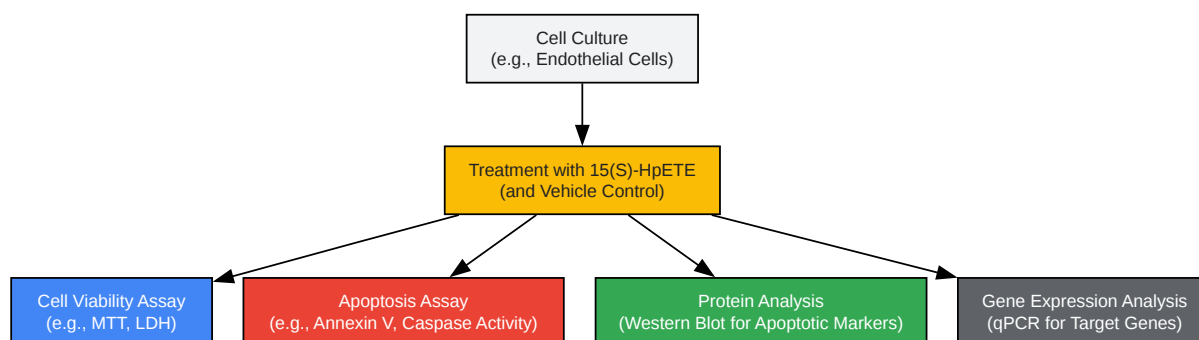 Cell Culture
(e.g., Endothelial Cells)
Treatment with 15(S)-HpETE
(and Vehicle Control)
Cell Viability Assay
(e.g., MTT, LDH)
Apoptosis Assay
(e.g., Annexin V, Caspase Activity)
Protein Analysis
(Western Blot for Apoptotic Markers)
Gene Expression Analysis
(qPCR for Target Genes)